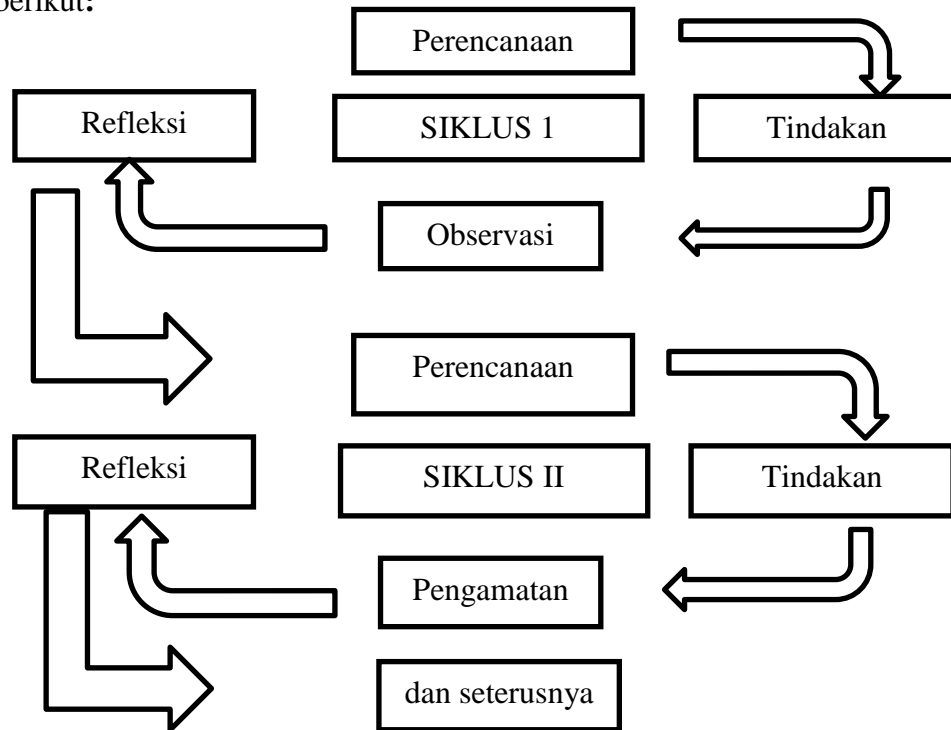 berikut:
Perencanaan
Refleksi
SIKLUS 1
Tindakan
Observasi
Perencanaan
Refleksi
SIKLUS II
Tindakan
Pengamatan
dan seterusnya